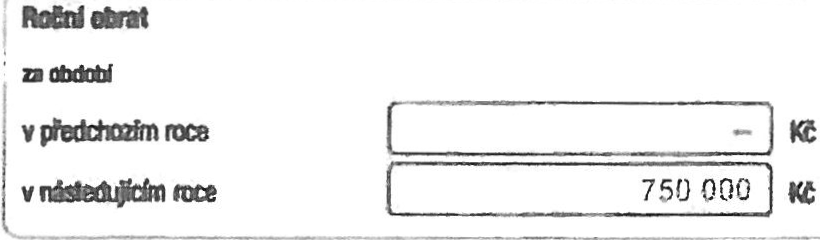 Roční obrat
za období
v předchozím roce – Kč
v následujícím roce 750 000 Kč